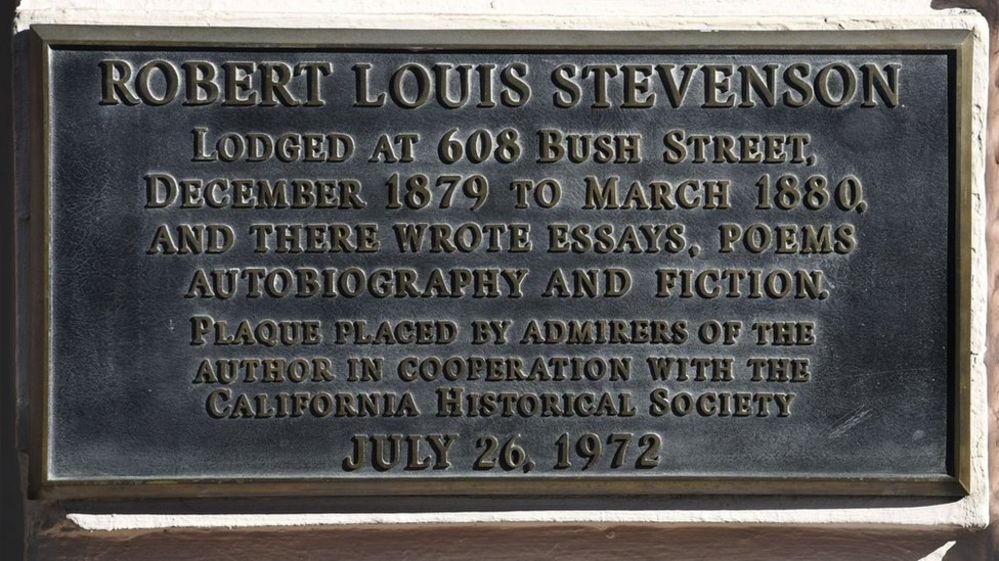 ROBERT LOUIS STEVENSON
LODGED AT 608 BUSH STREET,
DECEMBER 1879 TO MARCH 1880,
AND THERE WROTE ESSAYS, POEMS
AUTOBIOGRAPHY AND FICTION.
PLAQUE PLACED BY ADMIRERS OF THE
AUTHOR IN COOPERATION WITH THE
CALIFORNIA HISTORICAL SOCIETY
JULY 26, 1972